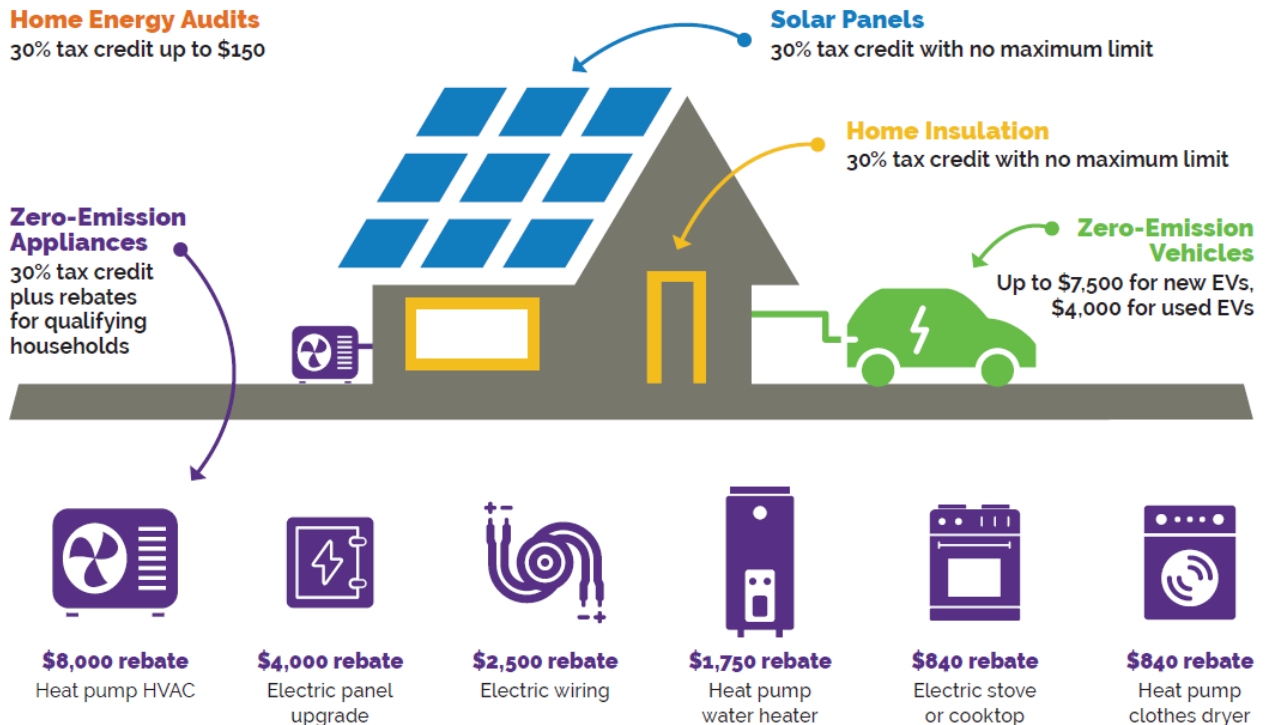 Home Energy Audits
30% tax credit up to $150
Solar Panels
30% tax credit with no maximum limit
Home Insulation
30% tax credit with no maximum limit
Zero-Emission
Appliances
30% tax credit
plus rebates
for qualifying
households
Zero-Emission
Vehicles
Up to $7,500 for new EVs,
$4,000 for used EVs
+-
-+
$8,000 rebate
Heat pump HVAC
$4,000 rebate
Electric panel
upgrade
$2,500 rebate
Electric wiring
$1,750 rebate
Heat pump
water heater
$840 rebate
Electric stove
or cooktop
$840 rebate
Heat pump
clothes dryer